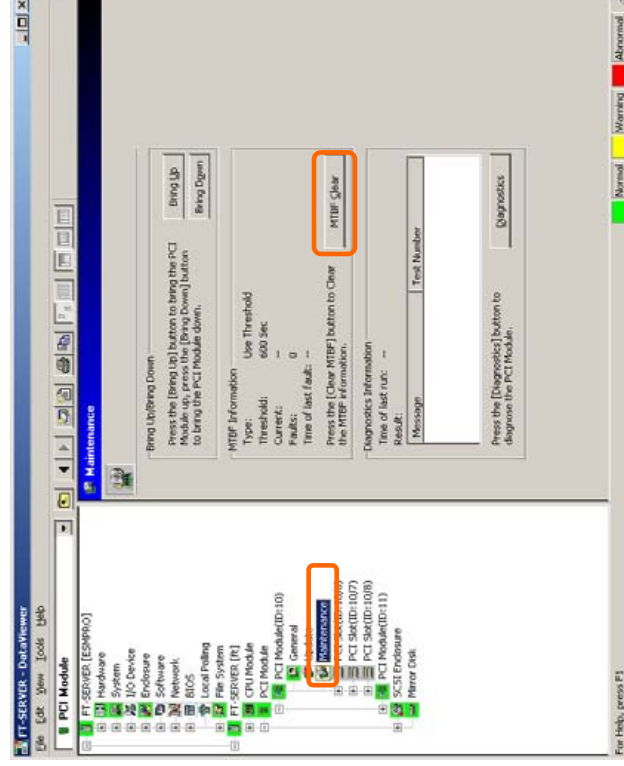 FT-SERVER - DataViewer
File Edit View Tools Help
PCI Module
FT-SERVER [ESMPRO]
Hardware
System
I/O Device
Enclosure
Software
Network
BIOS
Local Polling
File System
FT-SERVER [ft]
CPU Module
PCI Module
PCI Module(ID:10)
General
Maintenance
PCI Slot(ID:10/7)
PCI Slot(ID:10/8)
PCI Module(ID:11)
SCSI Enclosure
Mirror Disk
Maintenance
Bring Up/Bring Down
Press the [Bring Up] button to bring the PCI
Module up, press the [Bring Down] button
to bring the PCI Module down.
Bring Up
Bring Down
MTBF Information
Type: Use Threshold
Threshold: 600 Sec
Current: --
Faults: 0
Time of last fault: --
Press the [Clear MTBF] button to Clear
the MTBF information.
MTBF Clear
Diagnostics Information
Time of last run: --
Result:
Message Test Number
Press the [Diagnostics] button to
diagnose the PCI Module.
Diagnostics
For Help, press F1
Normal Warning Abnormal